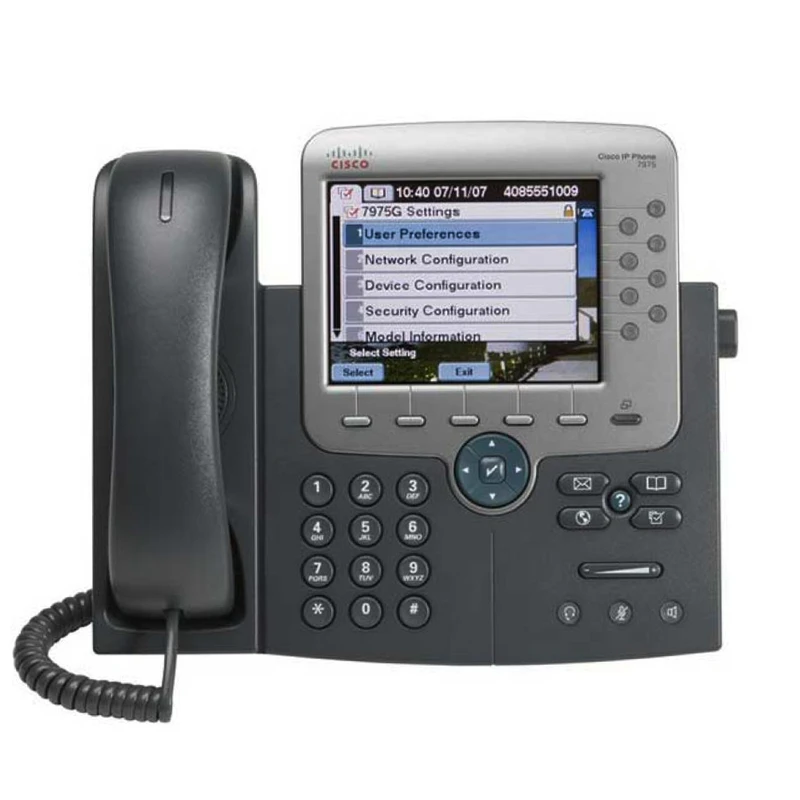 CISCO
Cisco IP Phone
7975
10:40 07/11/07 4085551009
7975G Settings
1 User Preferences
2 Network Configuration
3 Device Configuration
4 Security Configuration
Model Information
Select Setting
Select Exit
1 2 ABC 3 DEF
4 GHI 5 JKL 6 MNO
7 PQRS 8 TUV 9 WXYZ
* 0 #
?